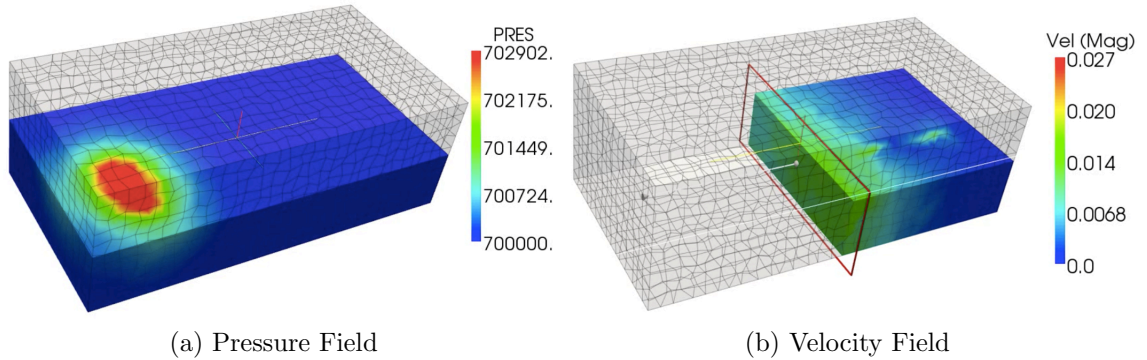 PRES
702902.
702175.
701449.
700724.
700000.
Vel (Mag)
0.027
0.020
0.014
0.0068
0.0
(a) Pressure Field
(b) Velocity Field